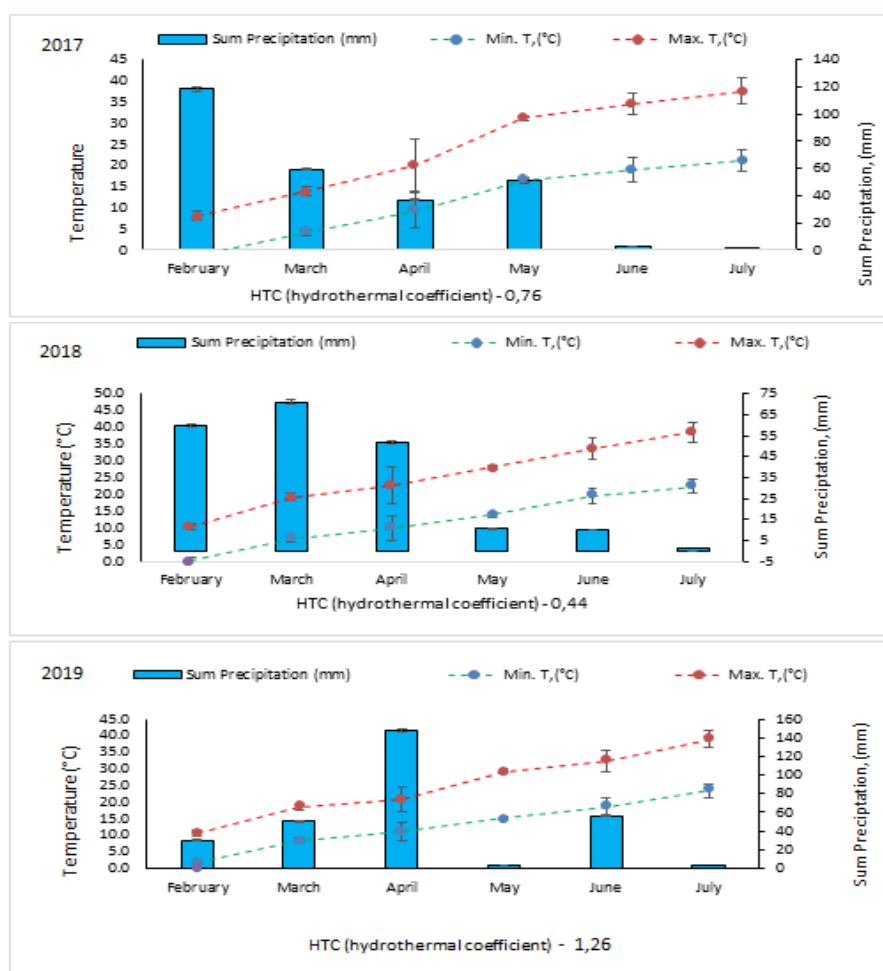 2017
Sum Precipitation (mm) Min. T,(°C) Max. T,(°C)
45 140
40 120
35 100
30 80
25 60
20 40
15 20
10 0
5
0
Temperature
Sum Precipitation, (mm)
February March April May June July
HTC (hydrothermal coefficient) - 0,76
2018
Sum Precipitation (mm) Min. T,(°C) Max. T,(°C)
50.0 75
45.0 65
40.0 55
35.0 45
30.0 35
25.0 25
20.0 15
15.0 5
10.0 -5
5.0
0.0
Temperature (°C)
Sum Precipitation, (mm)
February March April May June July
HTC (hydrothermal coefficient) - 0,44
2019
Sum Precipitation (mm) Min. T,(°C) Max. T,(°C)
45.0 160
40.0 140
35.0 120
30.0 100
25.0 80
20.0 60
15.0 40
10.0 20
5.0 0
0.0
Temperature (°C)
Sum Precipitation, (mm)
February March April May June July
HTC (hydrothermal coefficient) - 1,26